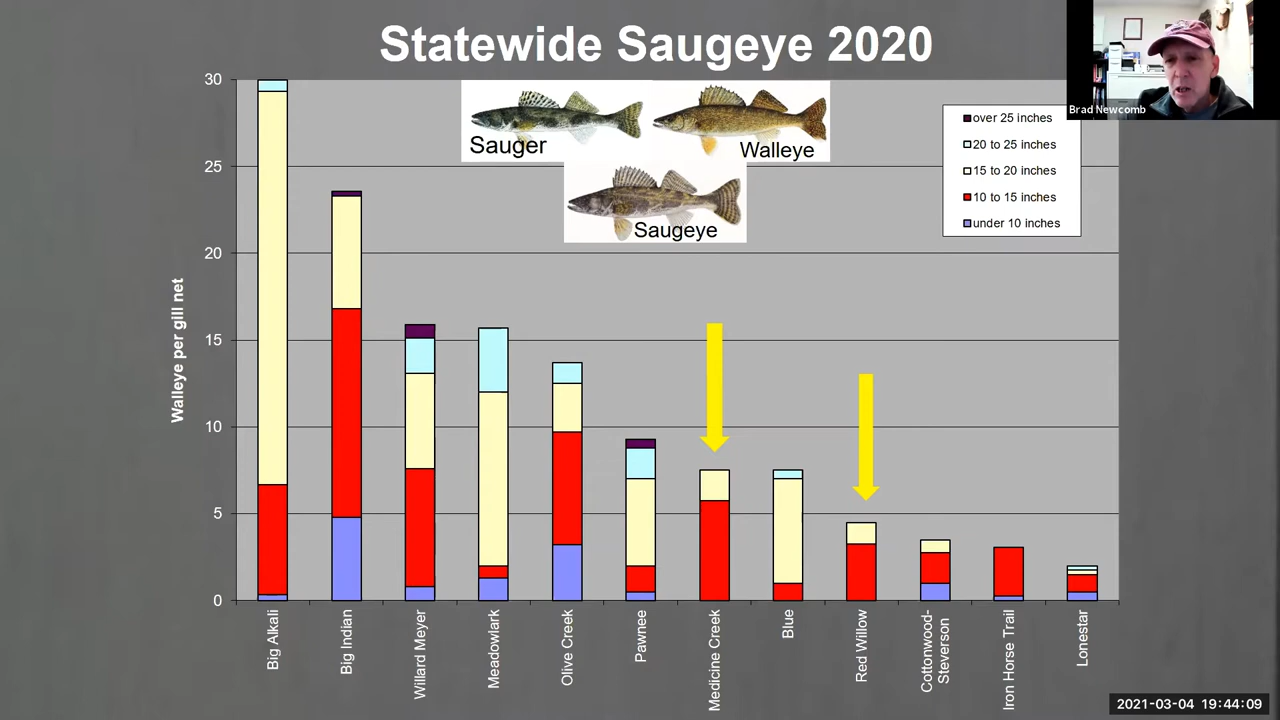 Statewide Saugeye 2020
Brad Newcomb
Sauger
Walleye
Saugeye
over 25 inches
20 to 25 inches
15 to 20 inches
10 to 15 inches
under 10 inches
Walleye per gill net
30
25
20
15
10
5
0
Big Alkali
Big Indian
Willard Meyer
Meadowlark
Olive Creek
Pawnee
Medicine Creek
Blue
Red Willow
Cottonwood-
Steverson
Iron Horse Trail
Lonestar
2021-03-04 19:44:09